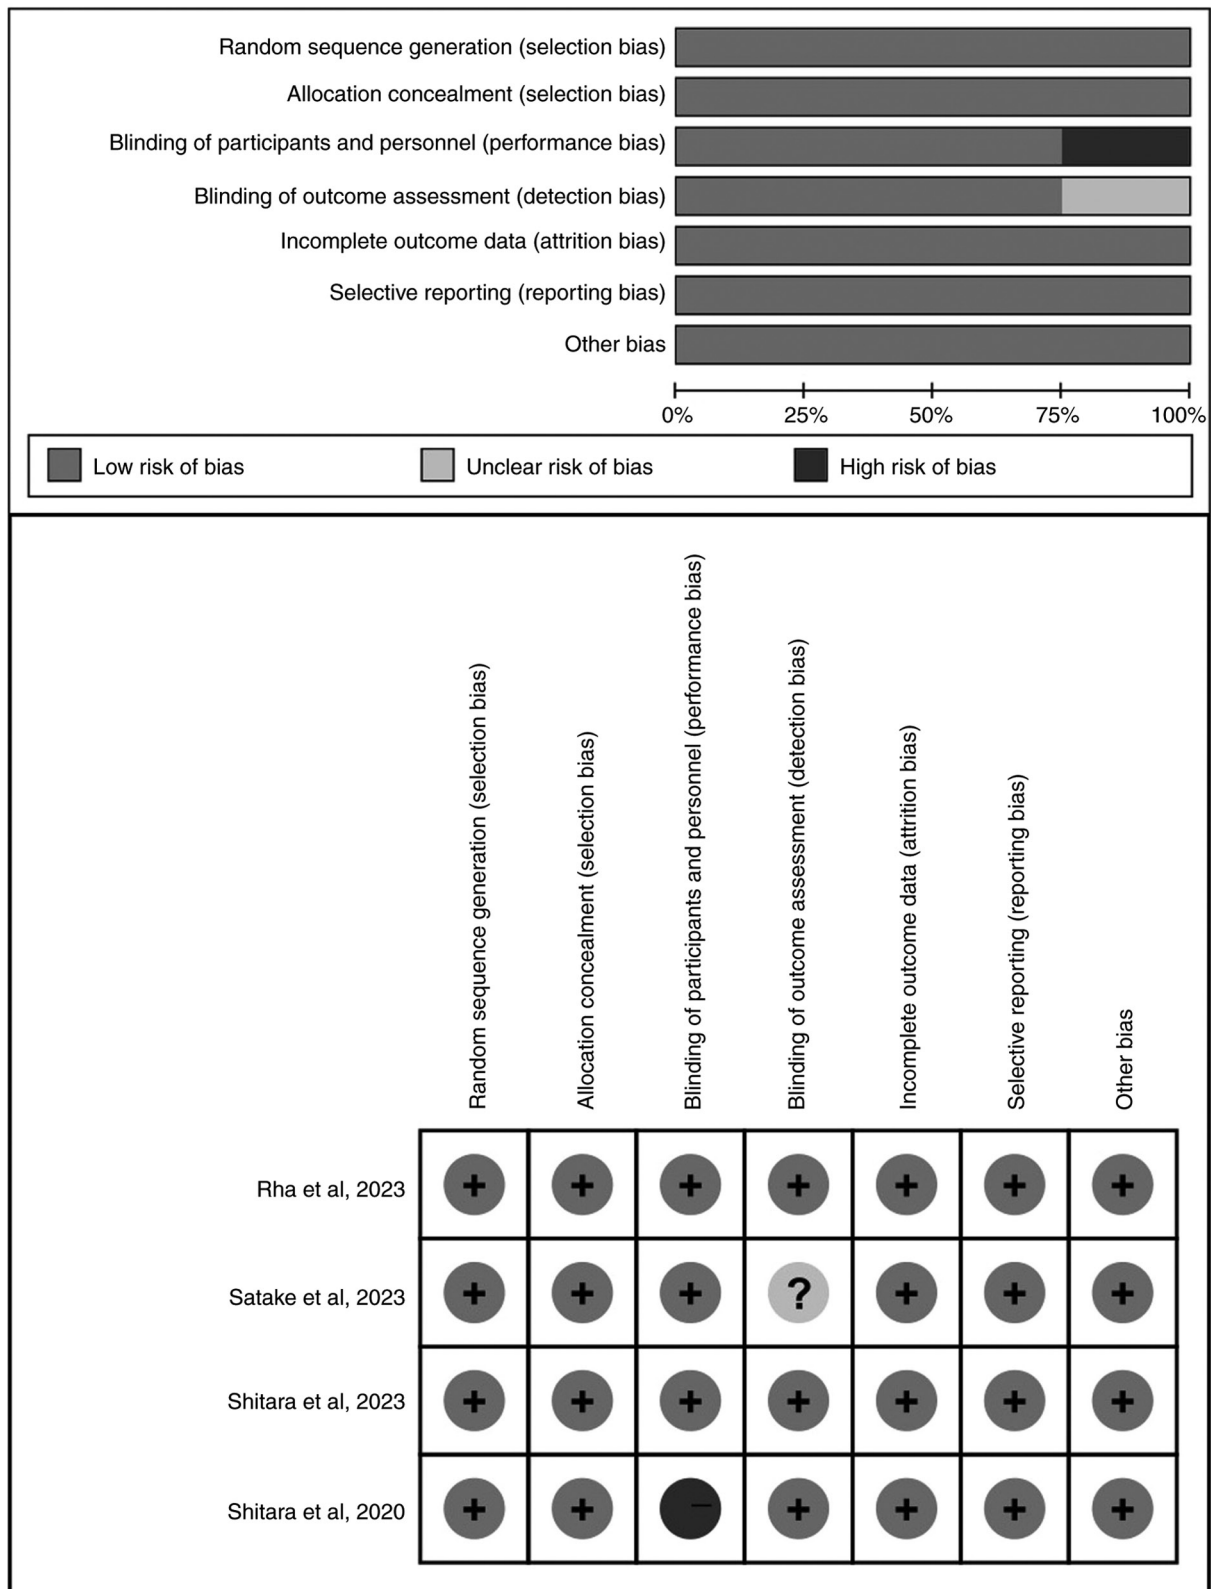 Random sequence generation (selection bias)
Allocation concealment (selection bias)
Blinding of participants and personnel (performance bias)
Blinding of outcome assessment (detection bias)
Incomplete outcome data (attrition bias)
Selective reporting (reporting bias)
Other bias
0% 25% 50% 75% 100%
Low risk of bias Unclear risk of bias High risk of bias
Random sequence generation (selection bias)
Allocation concealment (selection bias)
Blinding of participants and personnel (performance bias)
Blinding of outcome assessment (detection bias)
Incomplete outcome data (attrition bias)
Selective reporting (reporting bias)
Other bias
Rha et al, 2023 + + + + + + +
Satake et al, 2023 + + + ? + + +
Shitara et al, 2023 + + + + + + +
Shitara et al, 2020 + + – + + + +